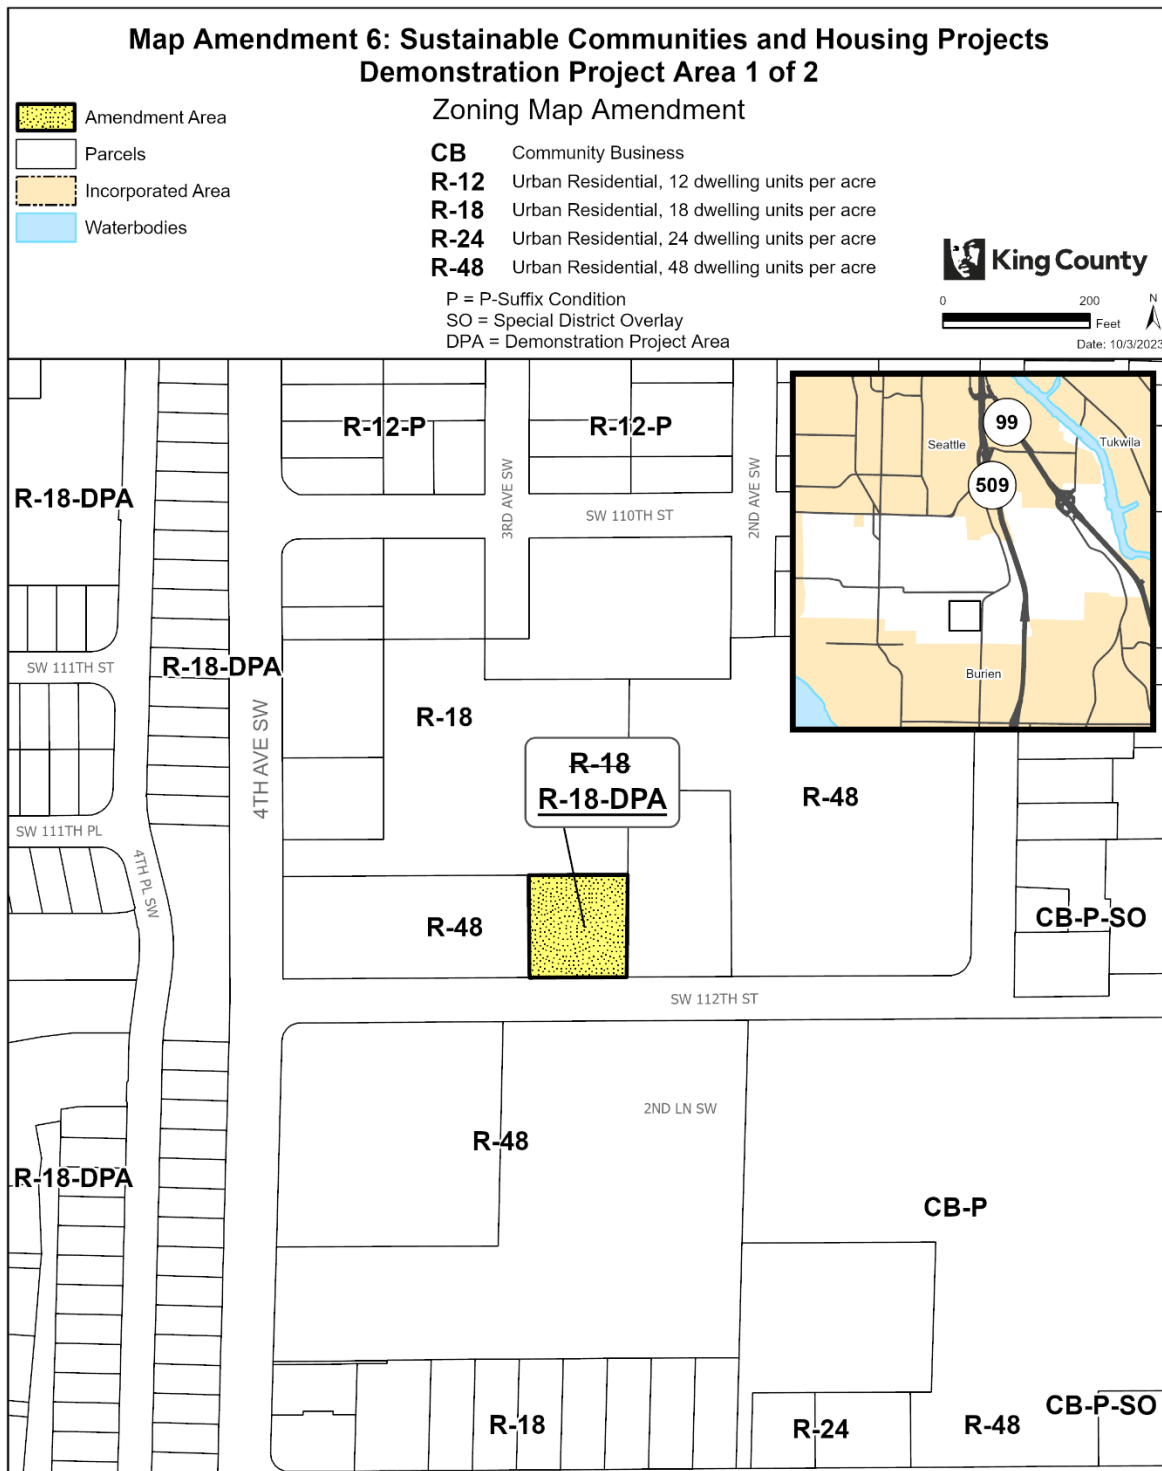 Map Amendment 6: Sustainable Communities and Housing Projects
Demonstration Project Area 1 of 2
Zoning Map Amendment
Amendment Area
Parcels
Incorporated Area
Waterbodies
CB Community Business
R-12 Urban Residential, 12 dwelling units per acre
R-18 Urban Residential, 18 dwelling units per acre
R-24 Urban Residential, 24 dwelling units per acre
R-48 Urban Residential, 48 dwelling units per acre
P = P-Suffix Condition
SO = Special District Overlay
DPA = Demonstration Project Area
King County
0 200
Feet
N
Date: 10/3/2023
R-12-P
R-12-P
99
Seattle
Tukwila
509
Burien
R-18-DPA
3RD AVE SW
2ND AVE SW
SW 110TH ST
SW 111TH ST
R-18-DPA
R-18
4TH AVE SW
R-18
R-18-DPA
R-48
SW 111TH PL
4TH PL SW
R-48
CB-P-SO
SW 112TH ST
2ND LN SW
R-48
R-18-DPA
CB-P
CB-P-SO
R-18
R-24
R-48